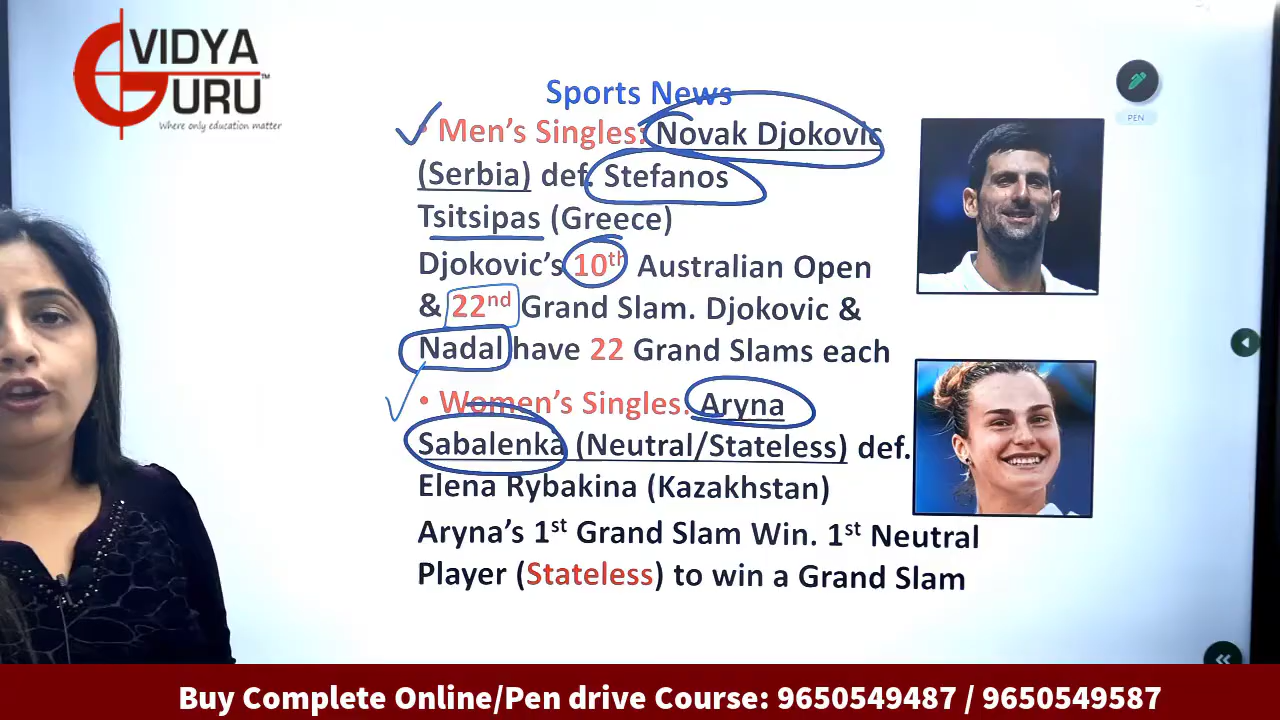 VIDYA
GURU™
Where only education matter
Sports News
• Men's Singles: Novak Djokovic
(Serbia) def. Stefanos
Tsitsipas (Greece)
Djokovic's 10th Australian Open
& 22nd Grand Slam. Djokovic &
Nadal have 22 Grand Slams each
• Women's Singles: Aryna
Sabalenka (Neutral/Stateless) def.
Elena Rybakina (Kazakhstan)
Aryna's 1st Grand Slam Win. 1st Neutral
Player (Stateless) to win a Grand Slam
PEN
Buy Complete Online/Pen drive Course: 9650549487 / 9650549587